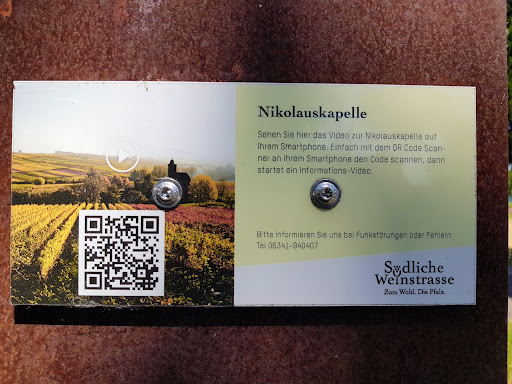 Nikolauskapelle
Sehen Sie hier das Video zur Nikolauskapelle auf
Ihrem Smartphone. Einfach mit dem QR Code Scan-
ner an Ihrem Smartphone den Code scannen, dann
startet ein Informations-Video.
Bitte informieren Sie uns bei Funkstörungen oder Fehlern
Tel 06341-940407
Südliche
Weinstrasse
Zum Wohl. Die Pfalz.